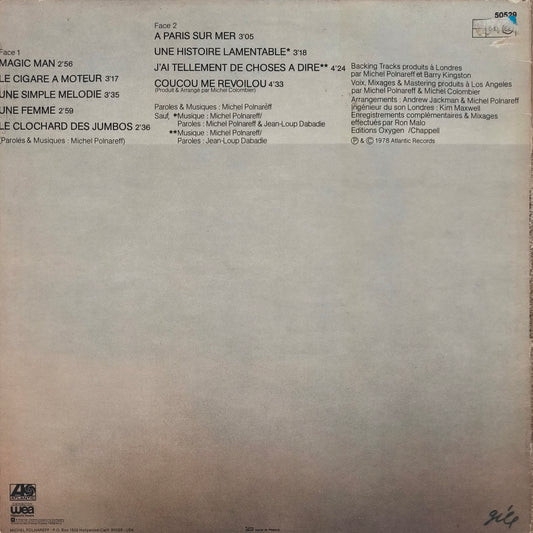 Face 1
MAGIC MAN 2'56
LE CIGARE A MOTEUR 3'17
UNE SIMPLE MELODIE 3'35
UNE FEMME 2'59
LE CLOCHARD DES JUMBOS 2'36
(Paroles & Musiques : Michel Polnareff)
Face 2
A PARIS SUR MER 3'05
UNE HISTOIRE LAMENTABLE* 3'18
J'AI TELLEMENT DE CHOSES A DIRE** 4'24
COUCOU ME REVOILOU 4'33
(Produit & Arrangé par Michel Colombier)
Paroles & Musiques : Michel Polnareff
Sauf, *Musique : Michel Polnareff/
Paroles : Michel Polnareff & Jean-Loup Dabadie
**Musique : Michel Polnareff/
Paroles : Jean-Loup Dabadie
50529
Backing Tracks produits à Londres
par Michel Polnareff et Barry Kingston
Voix, Mixages & Mastering produits à Los Angeles
par Michel Polnareff & Michel Colombier
Arrangements : Andrew Jackman & Michel Polnareff
Ingénieur du son Londres : Kim Maxwell
Enregistrements complémentaires & Mixages
effectués par Ron Malo
Editions Oxygen /Chappell
℗ & © 1978 Atlantic Records
ATLANTIC
wea